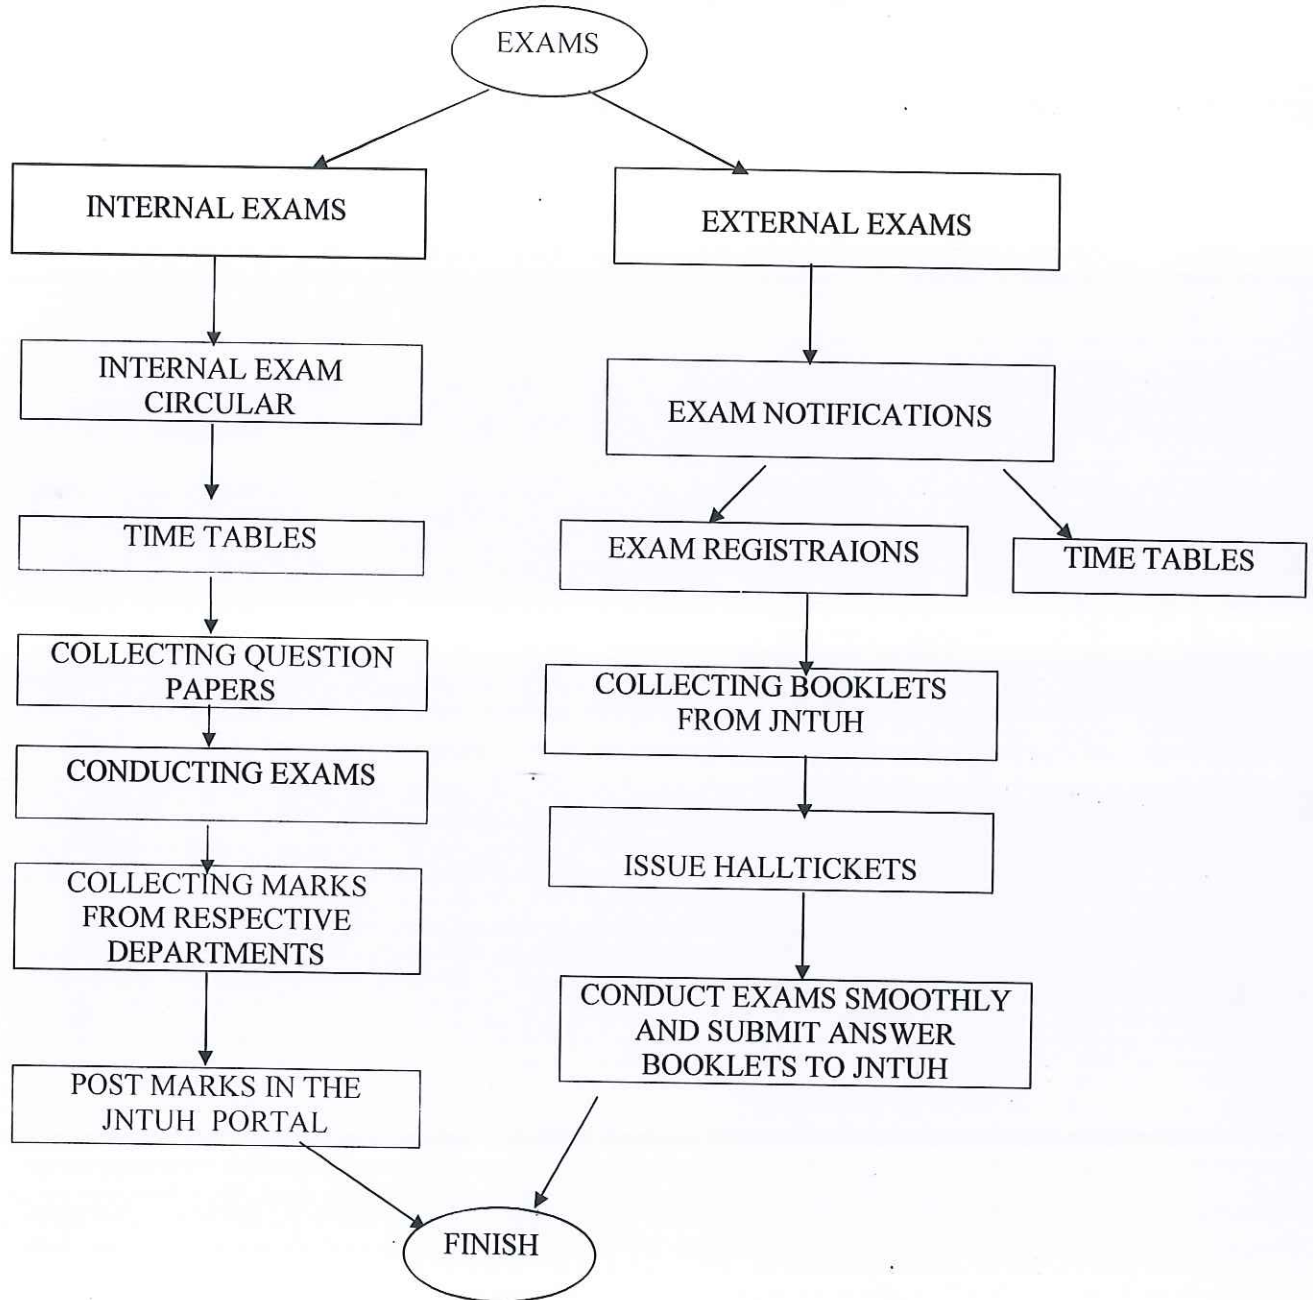 EXAMS
INTERNAL EXAMS
EXTERNAL EXAMS
INTERNAL EXAM
CIRCULAR
EXAM NOTIFICATIONS
TIME TABLES
EXAM REGISTRAIONS
TIME TABLES
COLLECTING QUESTION
PAPERS
COLLECTING BOOKLETS
FROM JNTUH
CONDUCTING EXAMS
ISSUE HALLTICKETS
COLLECTING MARKS
FROM RESPECTIVE
DEPARTMENTS
CONDUCT EXAMS SMOOTHLY
AND SUBMIT ANSWER
BOOKLETS TO JNTUH
POST MARKS IN THE
JNTUH PORTAL
FINISH